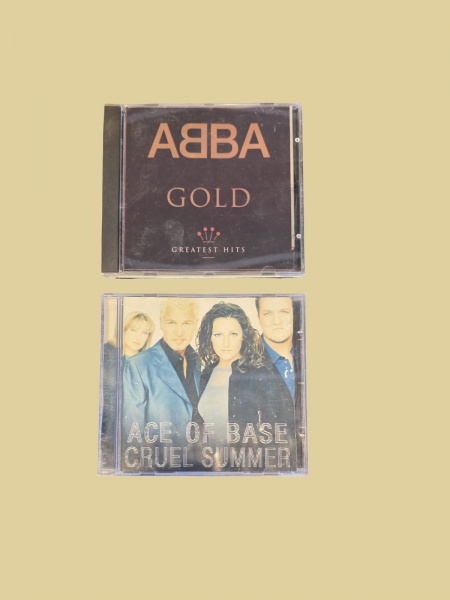 ABBA
GOLD
GREATEST HITS
ACE OF BASE
CRUEL SUMMER